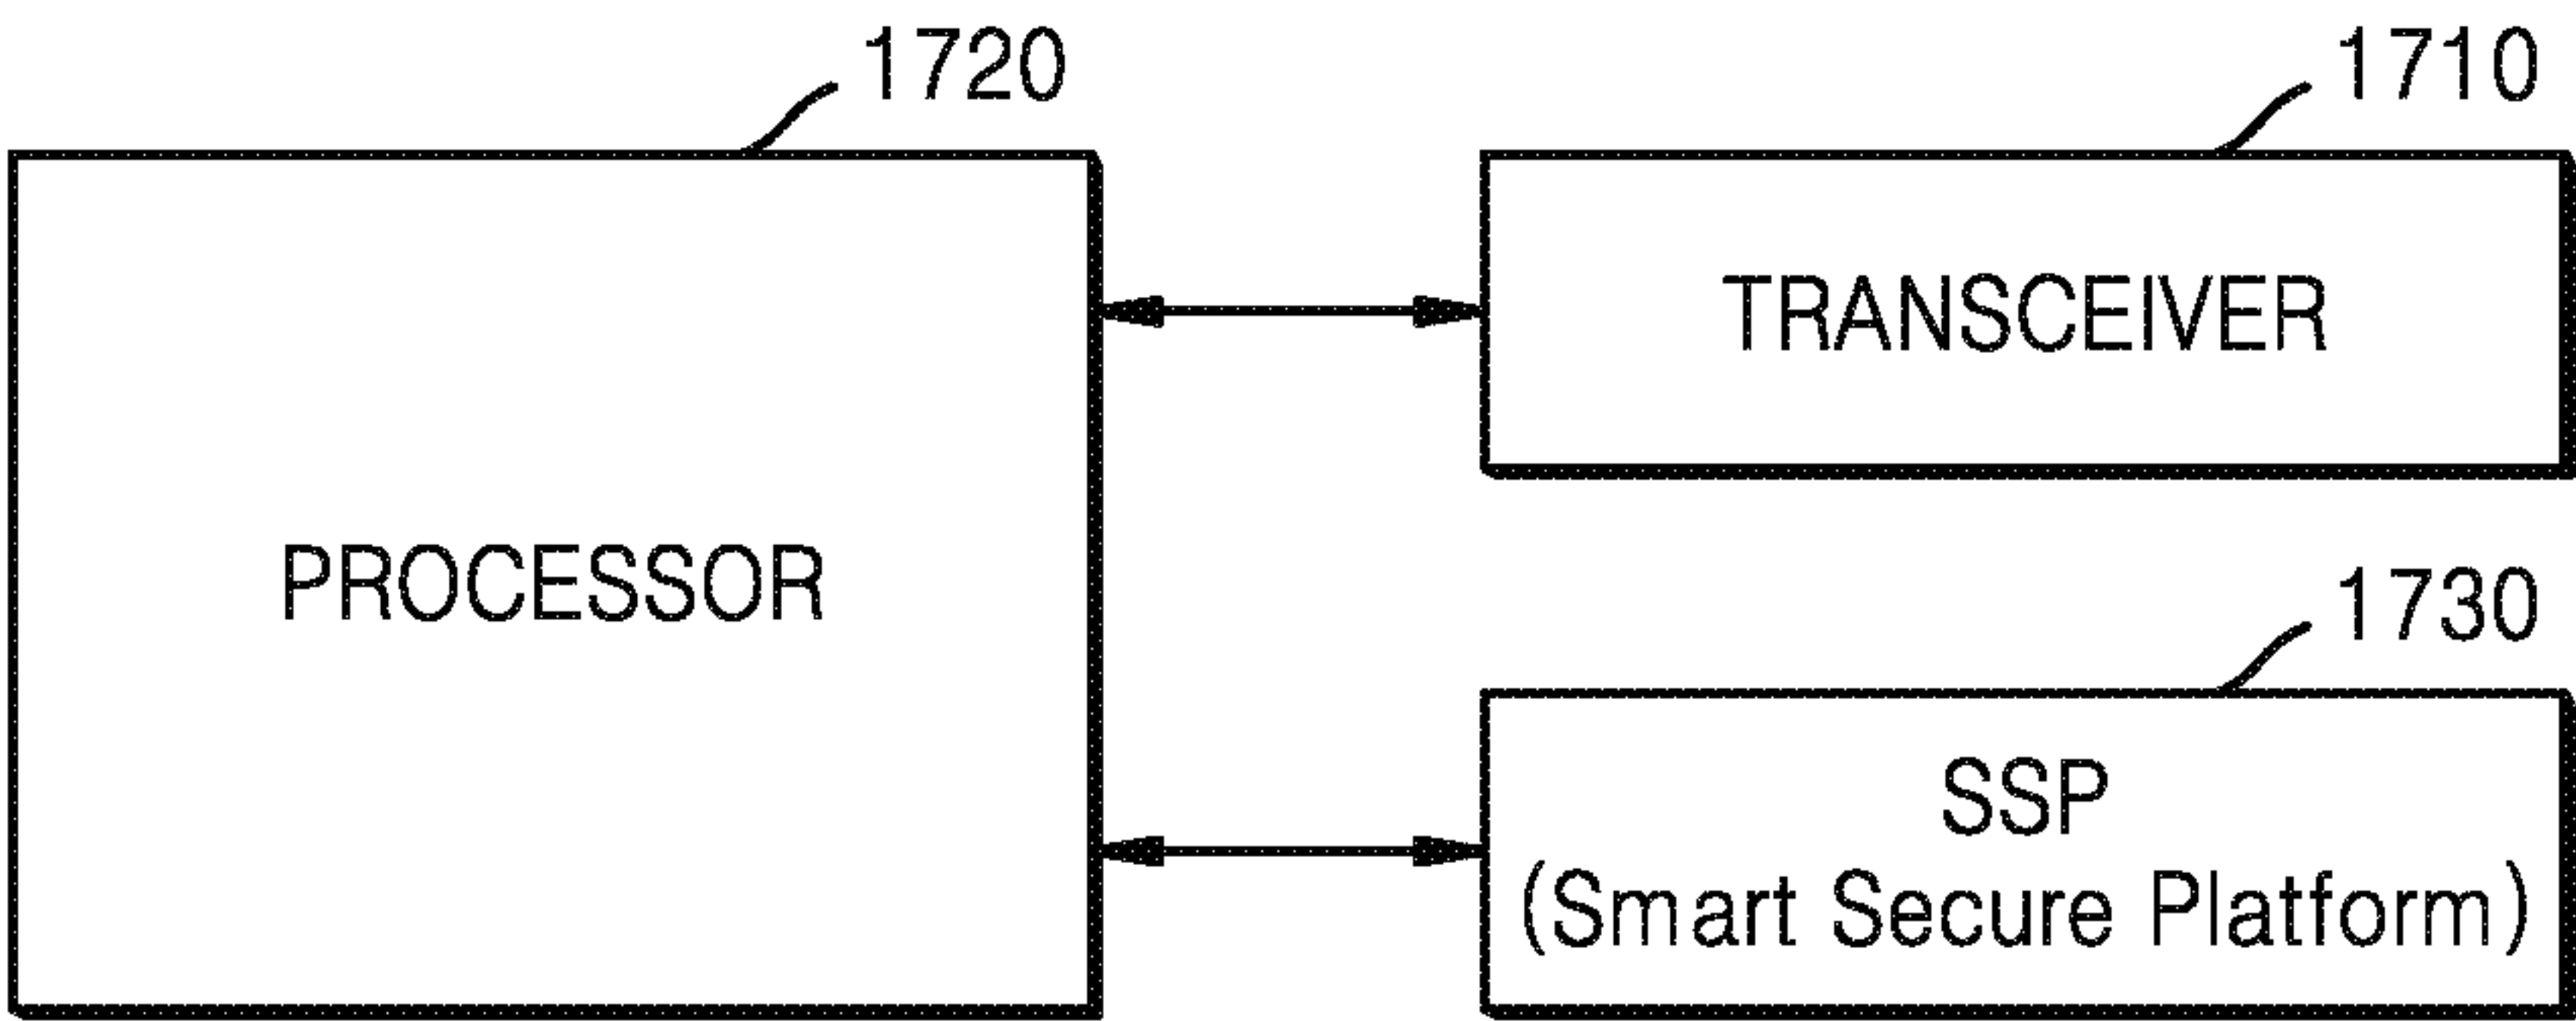 1720
1710
TRANSCEIVER
PROCESSOR
1730
SSP
(Smart Secure Platform)